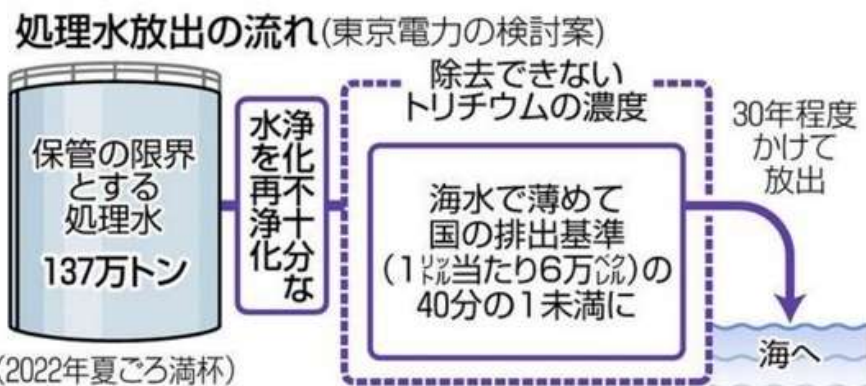 処理水放出の流れ(東京電力の検討案)
保管の限界
とする
処理水
137万トン
(2022年夏ごろ満杯)
浄化不十分な
水を再浄化
除去できない
トリチウムの濃度
海水で薄めて
国の排出基準
(1リットル当たり6万ベクレル)の
40分の1未満に
30年程度
かけて
放出
海へ